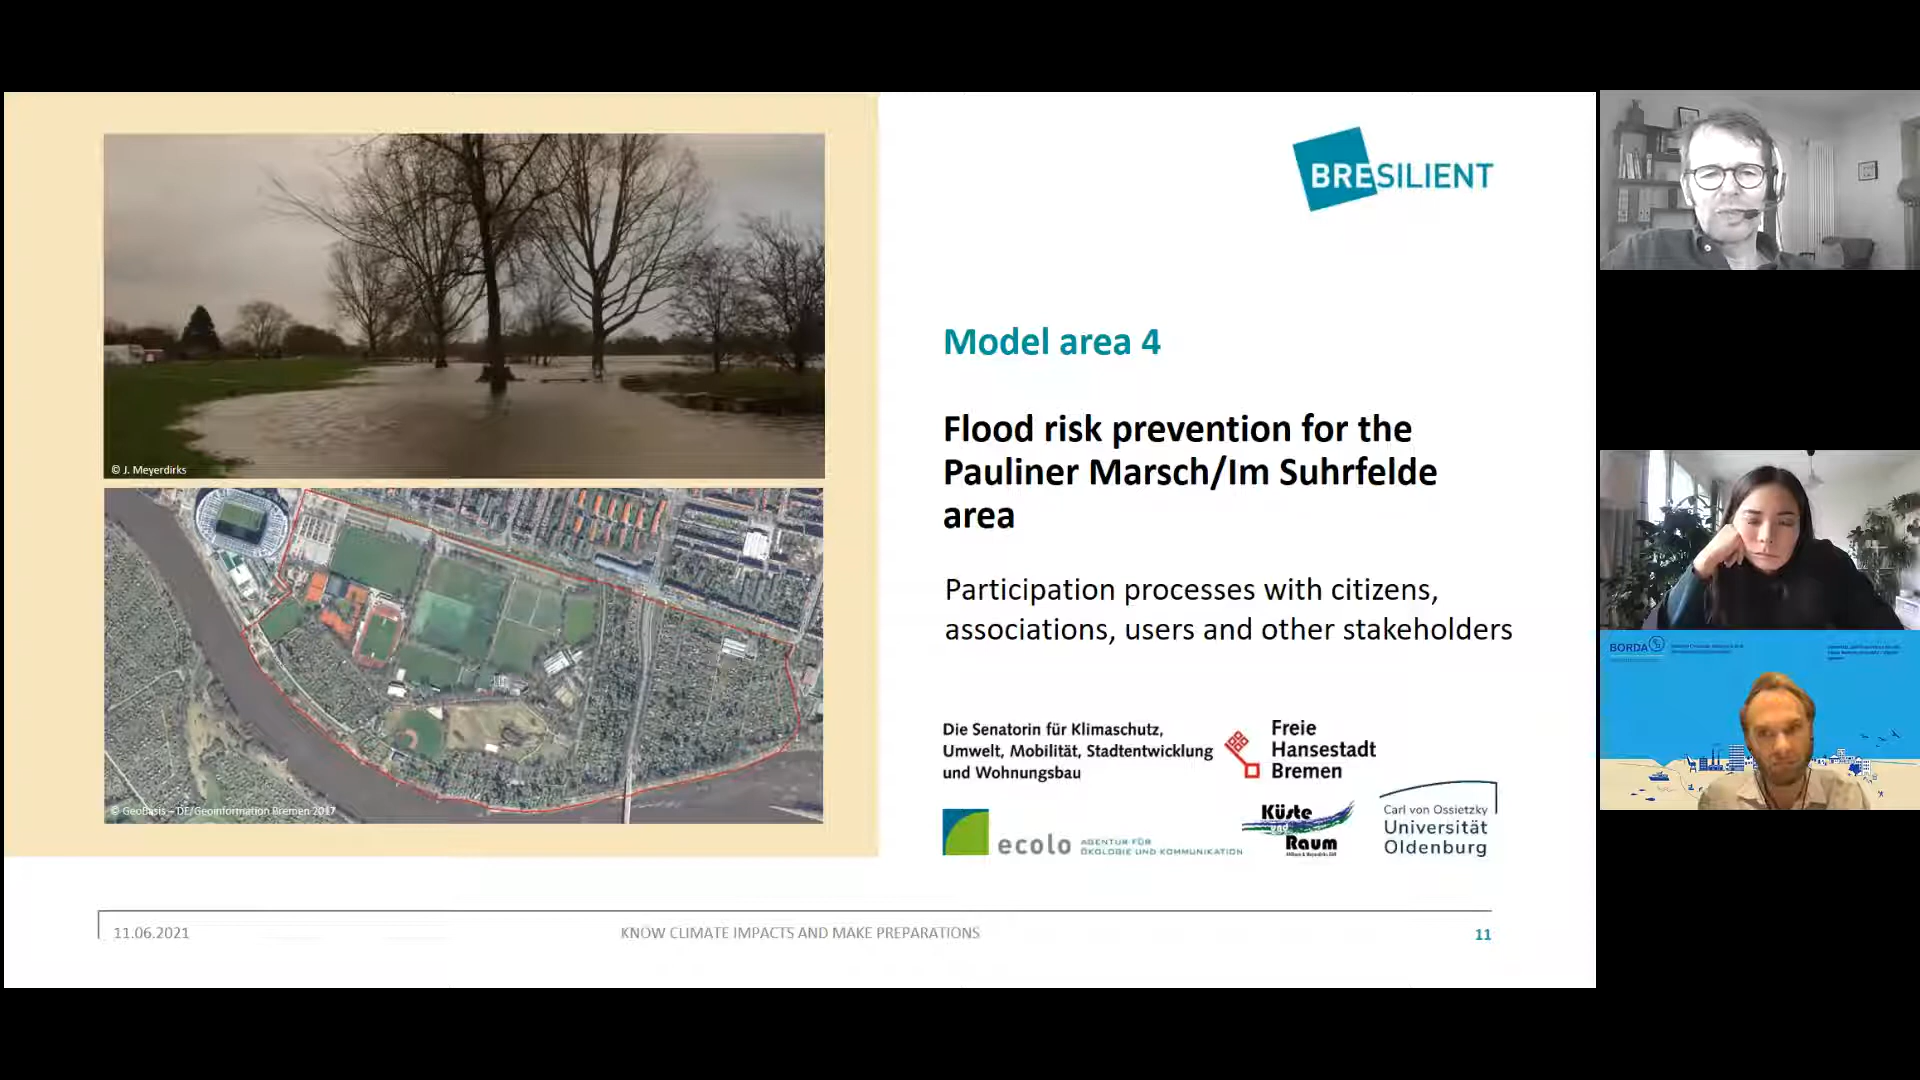 BRESILIENT
© J. Meyerdirks
© GeoBasis – DE/Geoinformation Bremen 2017
Model area 4
Flood risk prevention for the
Pauliner Marsch/Im Suhrfelde
area
Participation processes with citizens,
associations, users and other stakeholders
Die Senatorin für Klimaschutz,
Umwelt, Mobilität, Stadtentwicklung
und Wohnungsbau
Freie
Hansestadt
Bremen
ecolo
AGENTUR FÜR
ÖKOLOGIE UND KOMMUNIKATION
Küste
und
Raum
Carl von Ossietzky
Universität
Oldenburg
11.06.2021
KNOW CLIMATE IMPACTS AND MAKE PREPARATIONS
11
BORDA